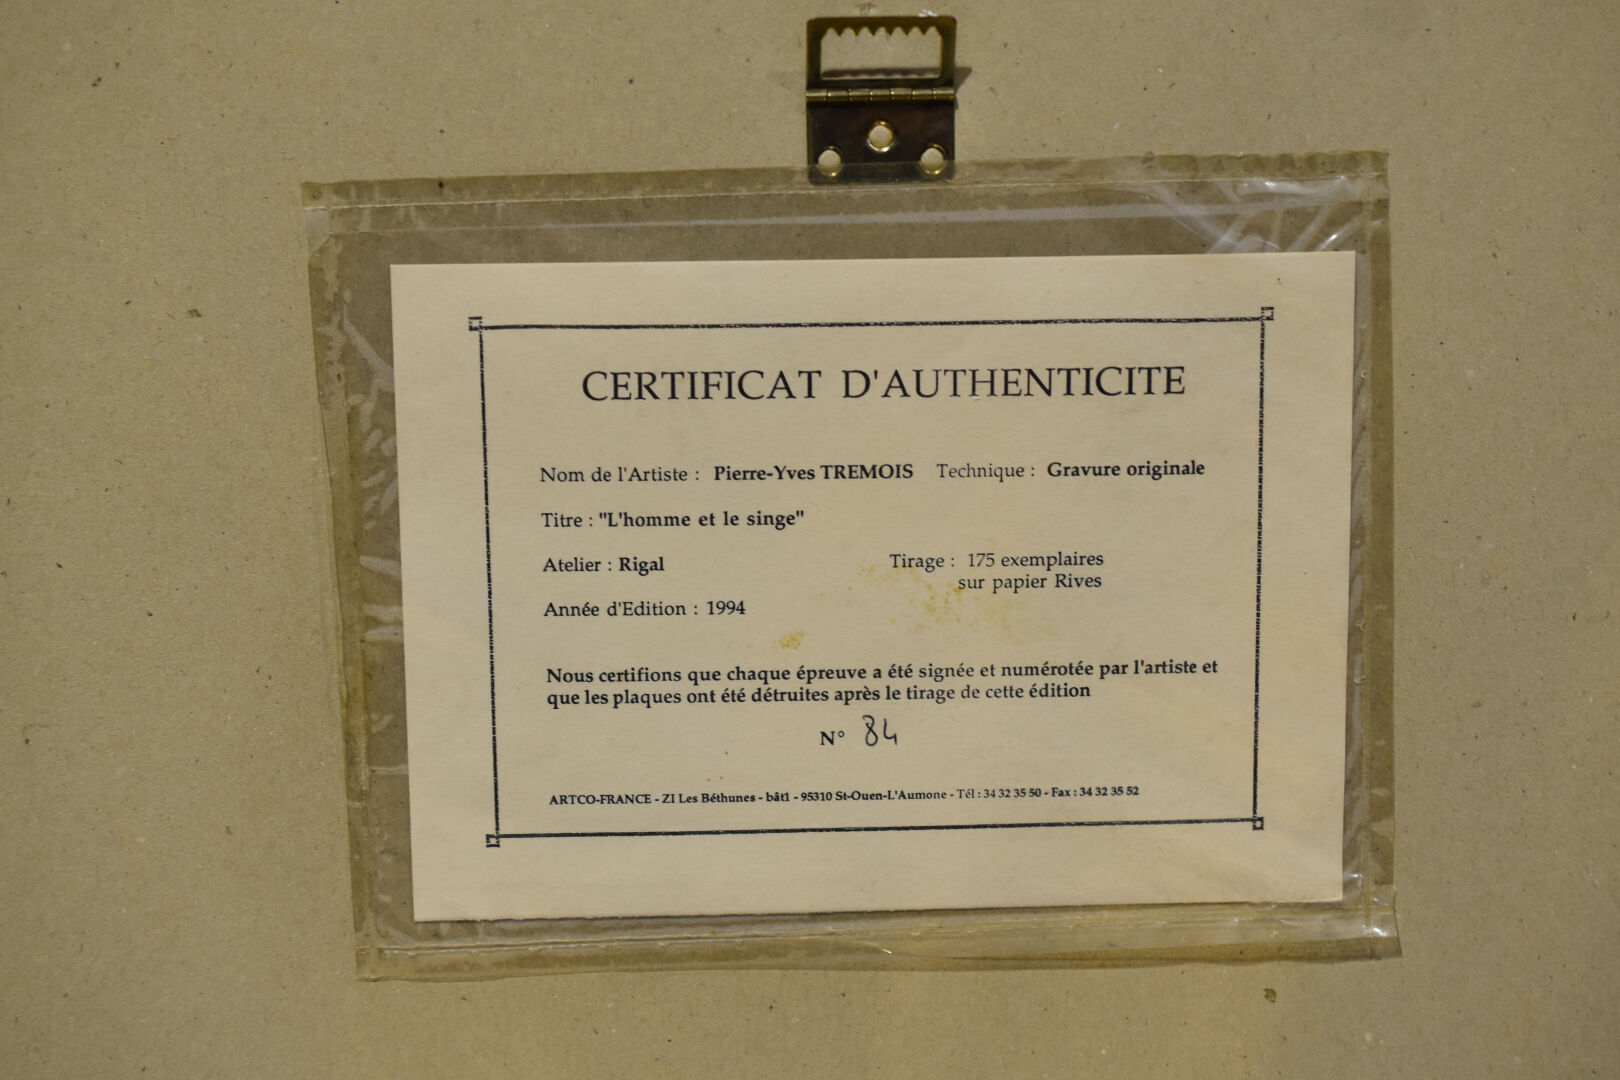 CERTIFICAT D'AUTHENTICITE
Nom de l'Artiste : Pierre-Yves TREMOIS Technique : Gravure originale
Titre : "L'homme et le singe"
Atelier : Rigal Tirage : 175 exemplaires
sur papier Rives
Année d'Edition : 1994
Nous certifions que chaque épreuve a été signée et numérotée par l'artiste et
que les plaques ont été détruites après le tirage de cette édition
N° 84
ARTCO-FRANCE - ZI Les Béthunes - bât1 - 95310 St-Ouen-L'Aumone - Tél : 34 32 35 50 - Fax : 34 32 35 52